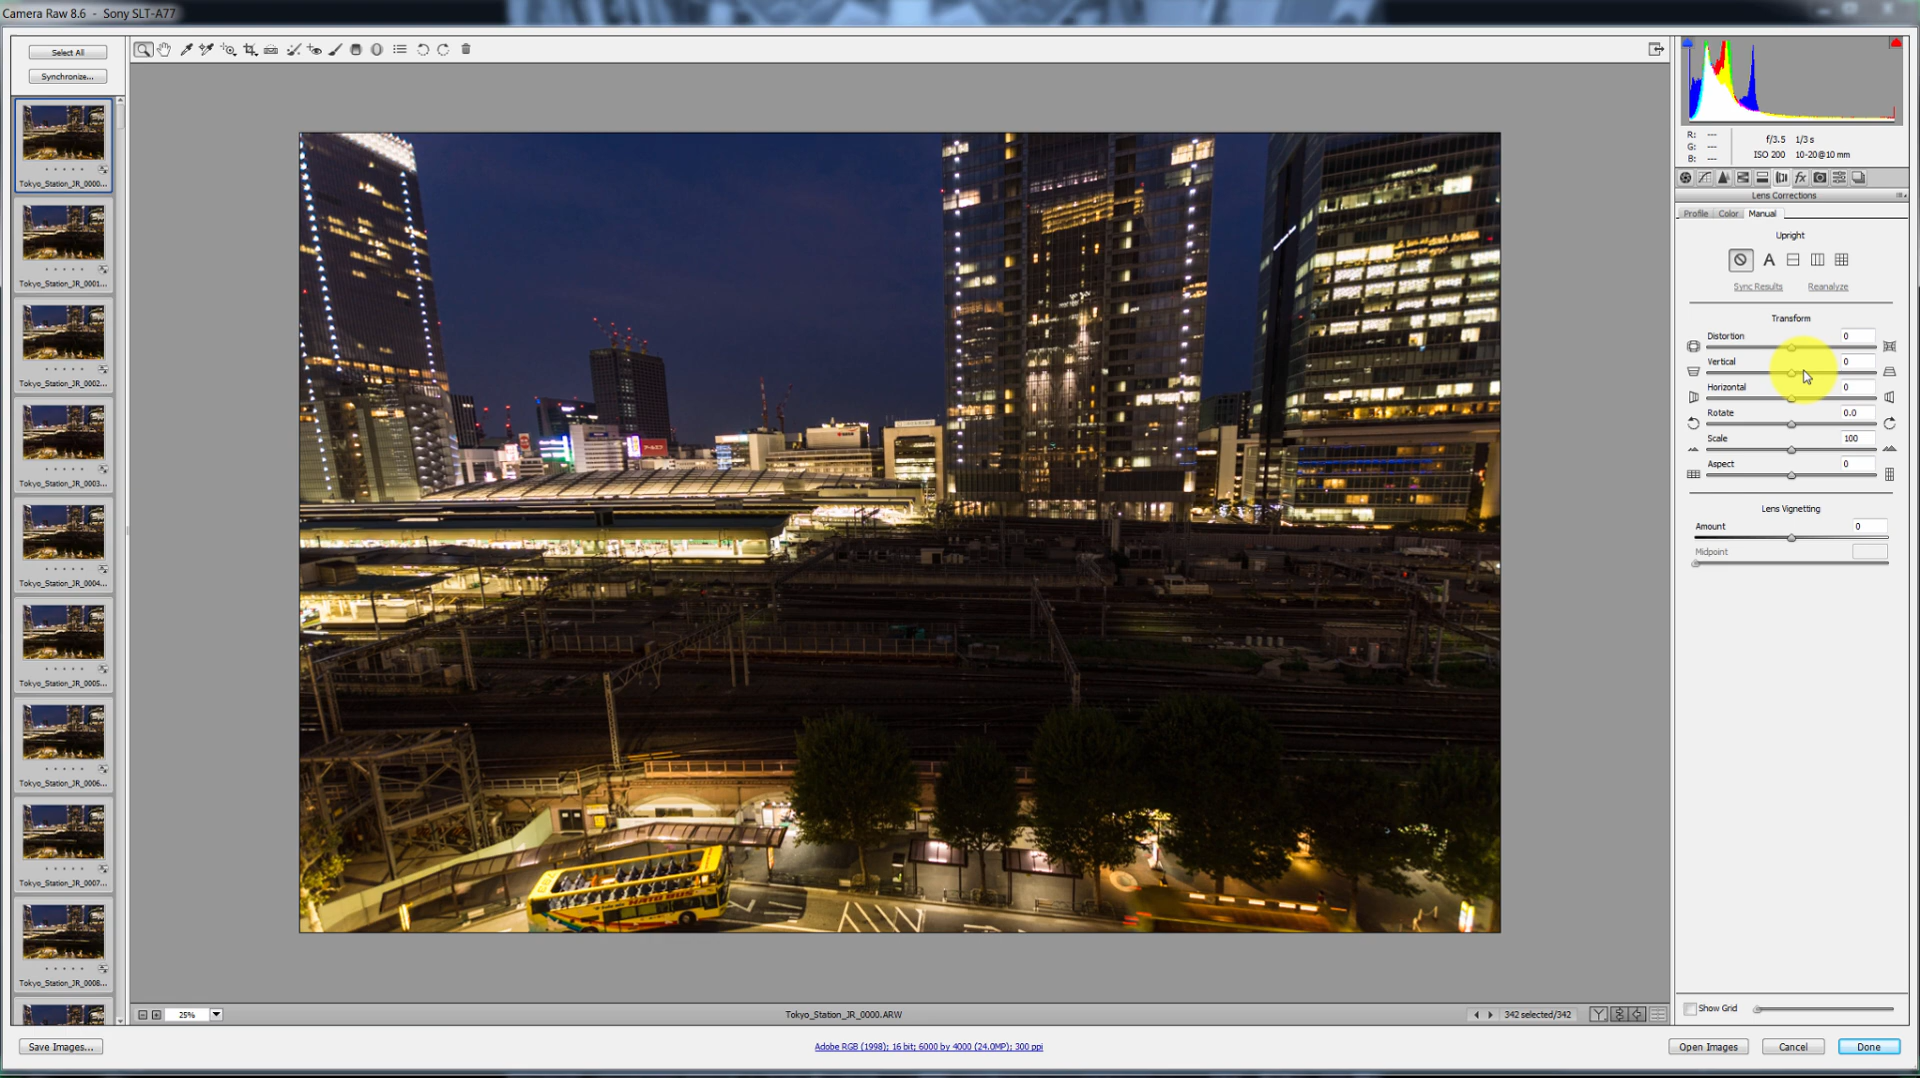 Camera Raw 8.6 - Sony SLT-A77
Select All
Synchronize...
Tokyo_Station_JR_0000...
Tokyo_Station_JR_0001...
Tokyo_Station_JR_0002...
Tokyo_Station_JR_0003...
Tokyo_Station_JR_0004...
Tokyo_Station_JR_0005...
Tokyo_Station_JR_0006...
Tokyo_Station_JR_0007...
Tokyo_Station_JR_0008...
HATO BUS
25%
Tokyo_Station_JR_0000.ARW
342 selected/342
Save Images...
Adobe RGB (1998); 16 bit; 6000 by 4000 (24.0MP); 300 ppi
R: ---
G: ---
B: ---
f/3.5 1/3 s
ISO 200 10-20@10 mm
fx
Lens Corrections
Profile Color Manual
Upright
A
Sync Results Reanalyze
Transform
Distortion 0
Vertical 0
Horizontal 0
Rotate 0.0
Scale 100
Aspect 0
Lens Vignetting
Amount 0
Midpoint
Show Grid
Open Images Cancel Done